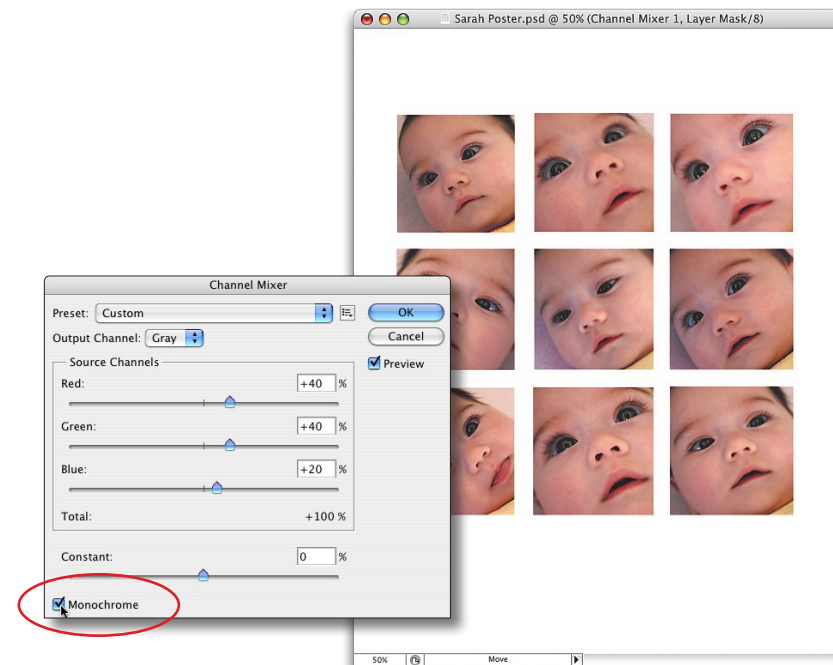 Sarah Poster.psd @ 50% (Channel Mixer 1, Layer Mask/8)
Channel Mixer
Preset: Custom
OK
Output Channel: Gray
Cancel
Source Channels
Preview
Red: +40 %
Green: +40 %
Blue: +20 %
Total: +100 %
Constant: 0 %
Monochrome
50% Move